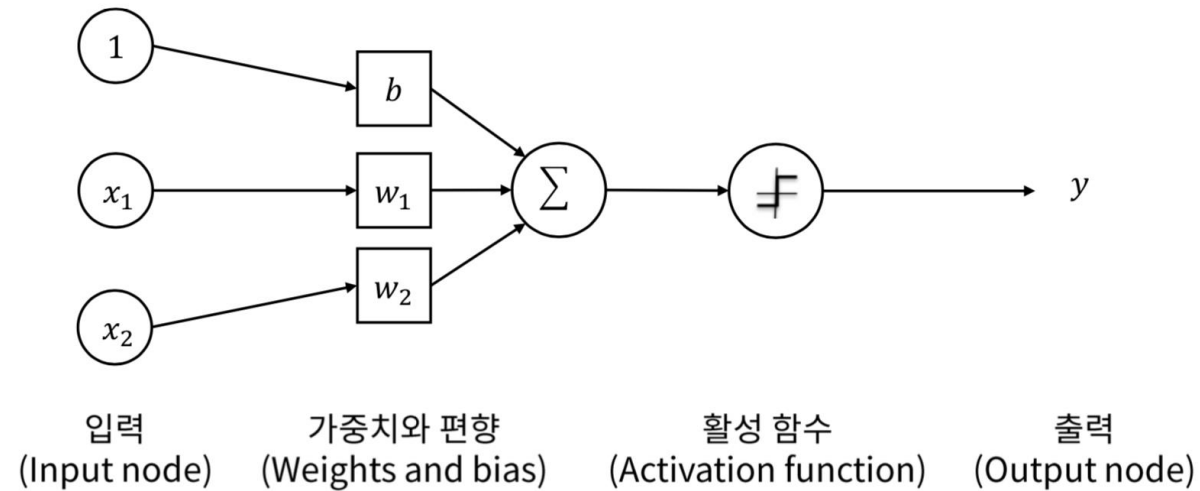 1
b
x₁
w₁
∑
y
w₂
x₂
입력
(Input node)
가중치와 편향
(Weights and bias)
활성 함수
(Activation function)
출력
(Output node)